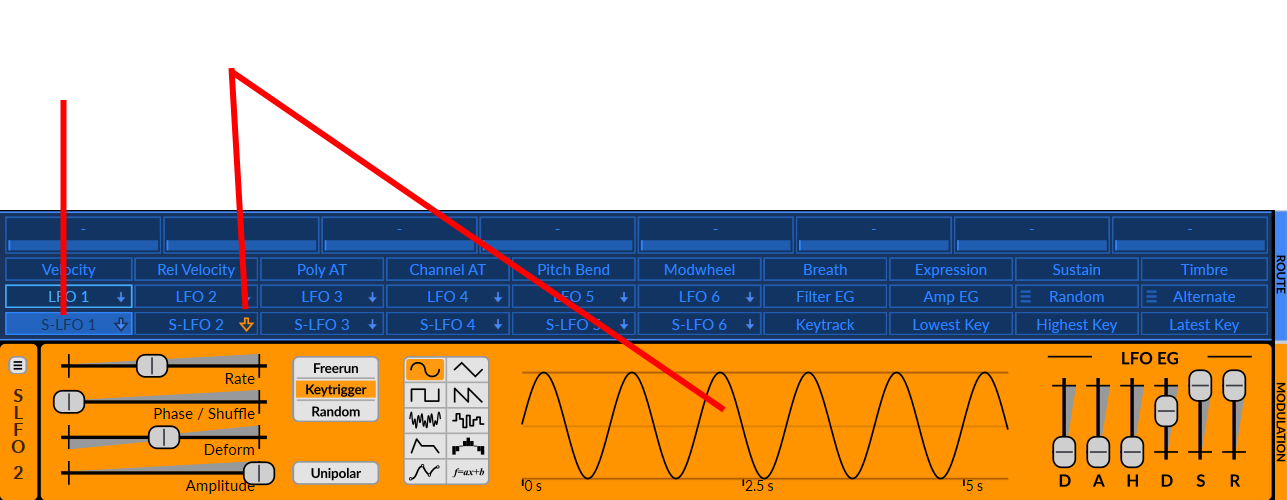 - - - - - - -
Velocity Rel Velocity Poly AT Channel AT Pitch Bend Modwheel Breath Expression Sustain Timbre
LFO 1 LFO 2 LFO 3 LFO 4 LFO 5 LFO 6 Filter EG Amp EG Random Alternate
S-LFO 1 S-LFO 2 S-LFO 3 S-LFO 4 S-LFO 5 S-LFO 6 Keytrack Lowest Key Highest Key Latest Key
ROUTE
SLFO 2
Rate
Phase / Shuffle
Deform
Amplitude
Freerun
Keytrigger
Random
Unipolar
f=ax+b
0 s 2.5 s 5 s
LFO EG
D A H D S R
MODULATION